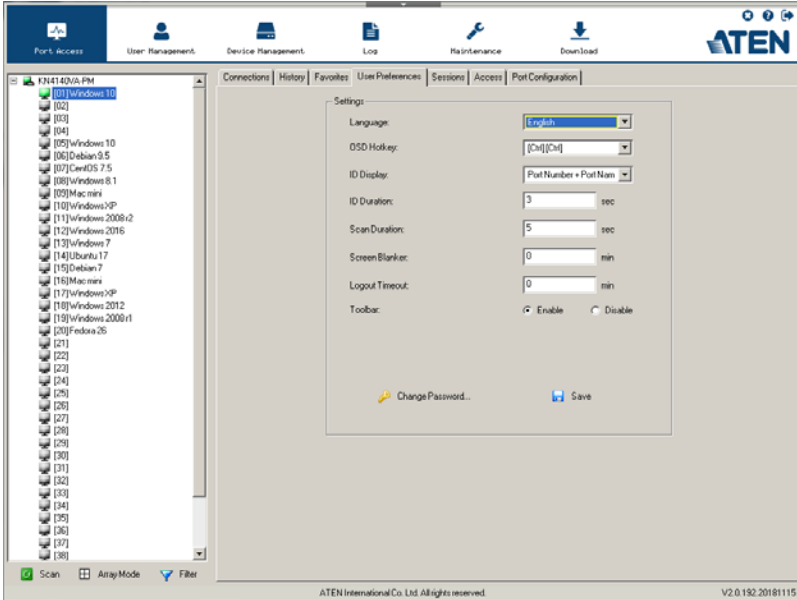 Port Access
User Management
Device Management
Log
Maintenance
Download
ATEN
KN4140VA-PM
[01]Windows 10
[02]
[03]
[04]
[05]Windows 10
[06]Debian 9.5
[07]CentOS 7.5
[08]Windows 8.1
[09]Mac mini
[10]Windows XP
[11]Windows 2008 r2
[12]Windows 2016
[13]Windows 7
[14]Ubuntu 17
[15]Debian 7
[16]Mac mini
[17]Windows XP
[18]Windows 2012
[19]Windows 2008 r1
[20]Fedora 26
[21]
[22]
[23]
[24]
[25]
[26]
[27]
[28]
[29]
[30]
[31]
[32]
[33]
[34]
[35]
[36]
[37]
[38]
Scan
Array Mode
Filter
Connections
History
Favorites
User Preferences
Sessions
Access
Port Configuration
Settings
Language: English
OSD Hotkey: [Ctrl][Ctrl]
ID Display: Port Number + Port Nam
ID Duration: 3 sec
Scan Duration: 5 sec
Screen Blanker: 0 min
Logout Timeout: 0 min
Toolbar: Enable Disable
Change Password...
Save
ATEN International Co. Ltd. All rights reserved.
V2.0.192.20181115